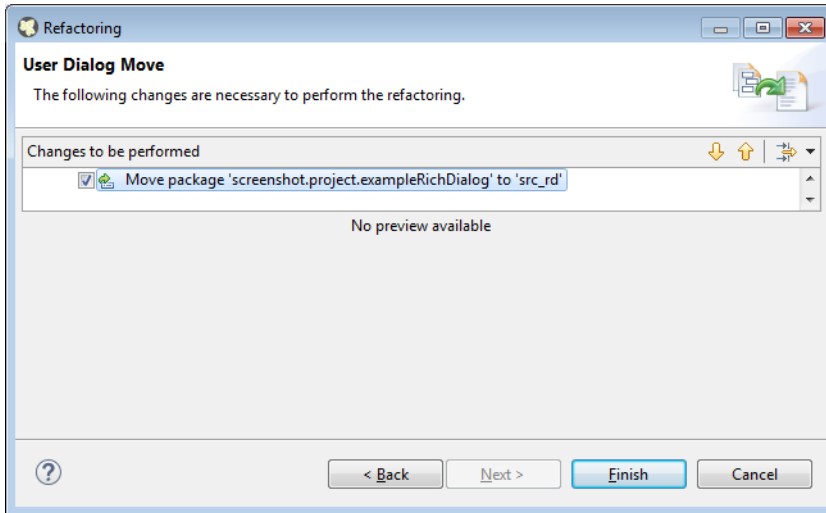 Refactoring
User Dialog Move
The following changes are necessary to perform the refactoring.
Changes to be performed
Move package 'screenshot.project.exampleRichDialog' to 'src_rd'
No preview available
< Back Next > Finish Cancel